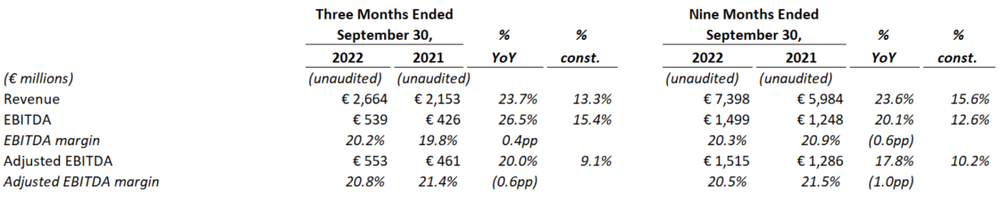 Three Months Ended Nine Months Ended
September 30, % % September 30, % %
2022 2021 YoY const. 2022 2021 YoY const.
(€ millions) (unaudited) (unaudited) (unaudited) (unaudited)
Revenue € 2,664 € 2,153 23.7% 13.3% € 7,398 € 5,984 23.6% 15.6%
EBITDA € 539 € 426 26.5% 15.4% € 1,499 € 1,248 20.1% 12.6%
EBITDA margin 20.2% 19.8% 0.4pp 20.3% 20.9% (0.6pp)
Adjusted EBITDA € 553 € 461 20.0% 9.1% € 1,515 € 1,286 17.8% 10.2%
Adjusted EBITDA margin 20.8% 21.4% (0.6pp) 20.5% 21.5% (1.0pp)